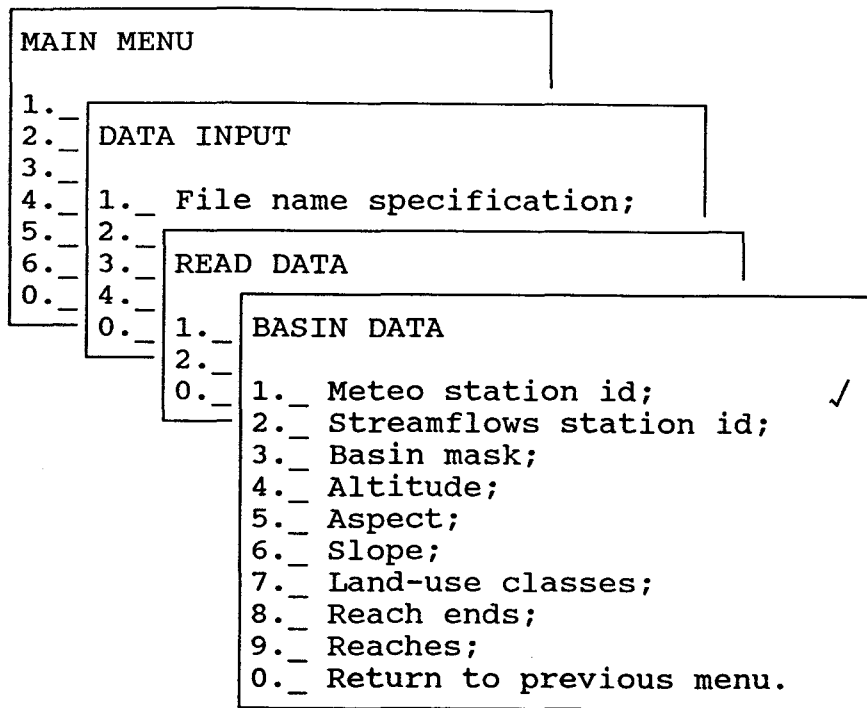 MAIN MENU
1._
2._
3._
4._
5._
6._
0._
DATA INPUT
1._ File name specification;
2._
3._
4._
0._
READ DATA
1._
2._
0._
BASIN DATA
1._ Meteo station id; ✓
2._ Streamflows station id;
3._ Basin mask;
4._ Altitude;
5._ Aspect;
6._ Slope;
7._ Land-use classes;
8._ Reach ends;
9._ Reaches;
0._ Return to previous menu.